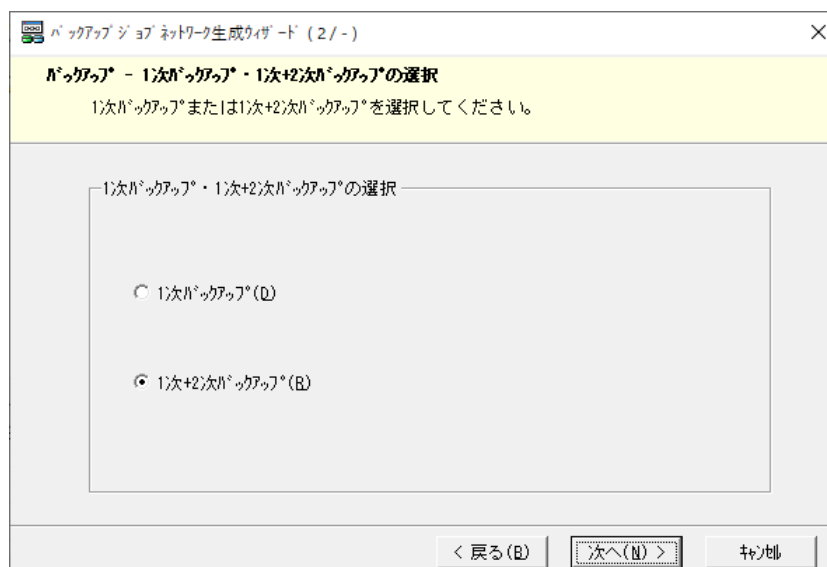 ﾊﾞｯｸｱｯﾌﾟｼﾞｮﾌﾞﾈｯﾄﾜｰｸ生成ｳｨｻﾞｰﾄﾞ (2/-)
ﾊﾞｯｸｱｯﾌﾟ - 1次ﾊﾞｯｸｱｯﾌﾟ・1次+2次ﾊﾞｯｸｱｯﾌﾟの選択
1次ﾊﾞｯｸｱｯﾌﾟまたは1次+2次ﾊﾞｯｸｱｯﾌﾟを選択してください。
1次ﾊﾞｯｸｱｯﾌﾟ・1次+2次ﾊﾞｯｸｱｯﾌﾟの選択
1次ﾊﾞｯｸｱｯﾌﾟ(D)
1次+2次ﾊﾞｯｸｱｯﾌﾟ(R)
< 戻る(B) 次へ(N) > ｷｬﾝｾﾙ